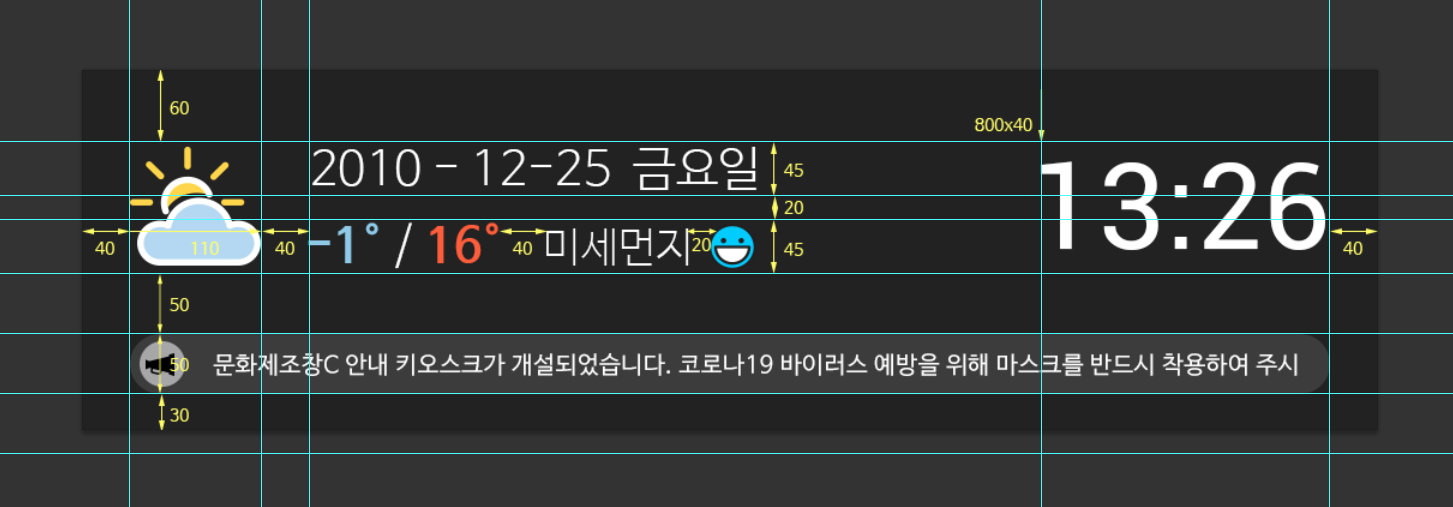 60
800x40
2010 - 12-25 금요일
45
13:26
20
40
110
40
-1° / 16°
40
미세먼지
20
45
40
50
50
문화제조창C 안내 키오스크가 개설되었습니다. 코로나19 바이러스 예방을 위해 마스크를 반드시 착용하여 주시
30